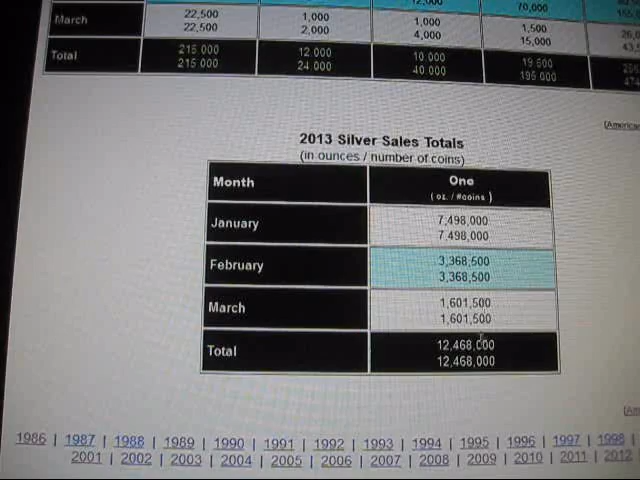 70,000
March
22,500
22,500
1,000
2,000
1,000
4,000
1,500
15,000
Total
215 000
215 000
12 000
24 000
10 000
40 000
19 500
195 000
2013 Silver Sales Totals
(in ounces / number of coins)
Month
One
( oz. / #coins )
January
7,498,000
7,498,000
February
3,368,500
3,368,500
March
1,601,500
1,601,500
Total
12,468,000
12,468,000
1986 | 1987 | 1988 | 1989 | 1990 | 1991 | 1992 | 1993 | 1994 | 1995 | 1996 | 1997 | 1998 |
2001 | 2002 | 2003 | 2004 | 2005 | 2006 | 2007 | 2008 | 2009 | 2010 | 2011 | 2012